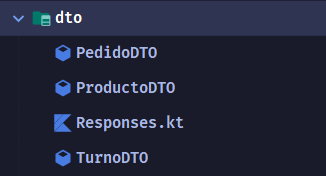 dto
PedidoDTO
ProductoDTO
Responses.kt
TurnoDTO